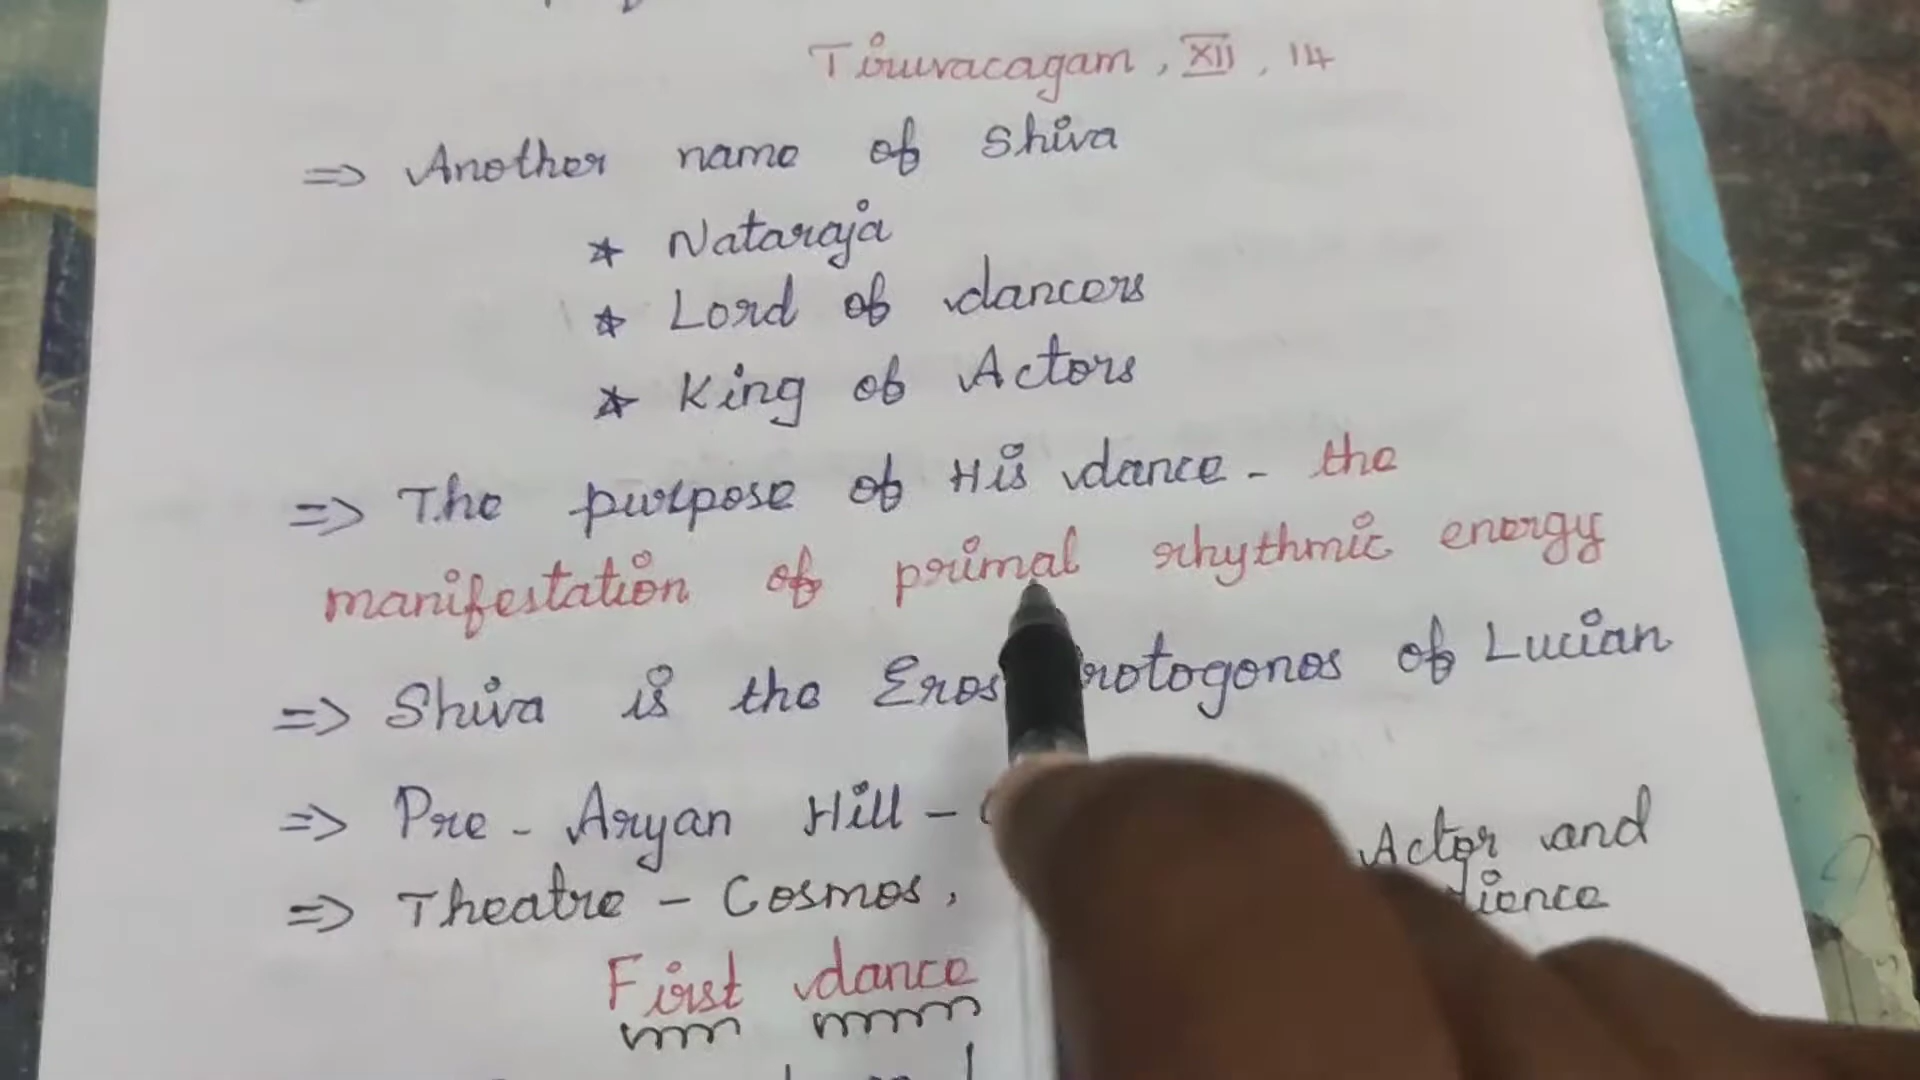 Tiruvacagam, XII, 14
⇒ Another name of Shiva
★ Nataraja
★ Lord of dancers
★ King of Actors
⇒ The purpose of His dance - the
manifestation of primal rhythmic energy
⇒ Shiva is the Eros rotogonos of Lucian
⇒ Pre-Aryan Hill -
⇒ Theatre - Cosmos, Actor and
dience
First dance